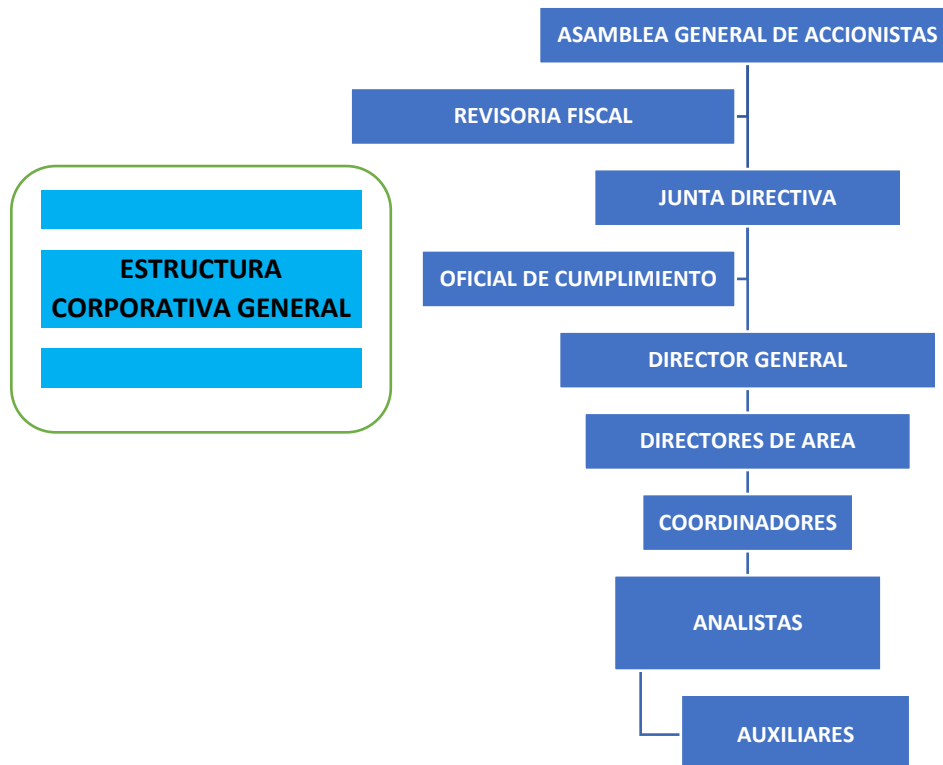 ASAMBLEA GENERAL DE ACCIONISTAS
REVISORIA FISCAL
JUNTA DIRECTIVA
ESTRUCTURA
CORPORATIVA GENERAL
OFICIAL DE CUMPLIMIENTO
DIRECTOR GENERAL
DIRECTORES DE AREA
COORDINADORES
ANALISTAS
AUXILIARES